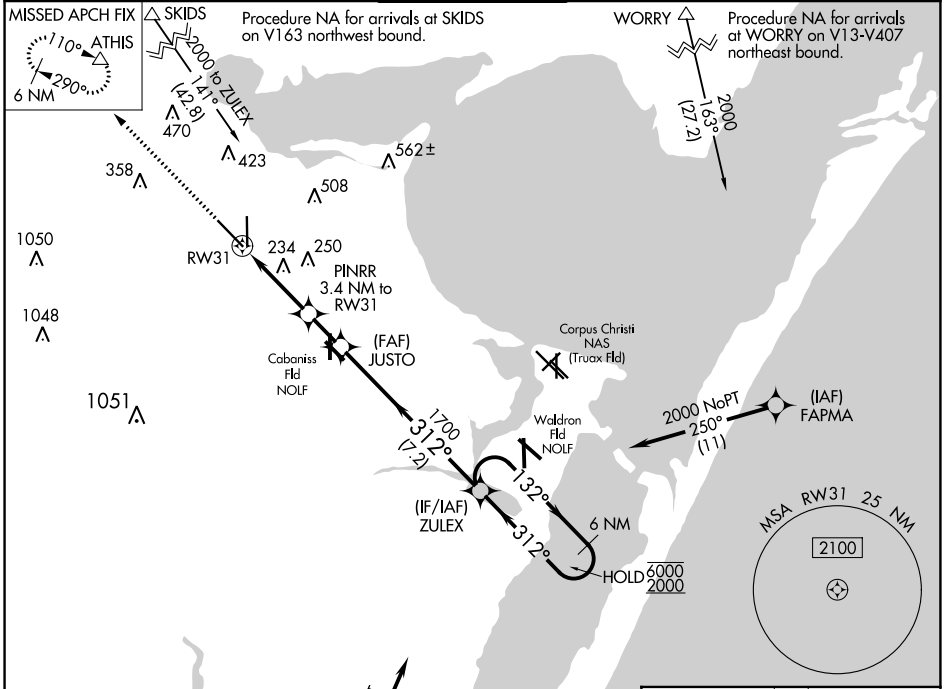 MISSED APCH FIX
110°
ATHIS
290°
6 NM
SKIDS
Procedure NA for arrivals at SKIDS
on V163 northwest bound.
2000 to ZULEX
141°
(42.8)
WORRY
Procedure NA for arrivals
at WORRY on V13-V407
northeast bound.
2000
163°
(27.2)
470
423
562±
358
508
1050
RW31
234
250
PINRR
3.4 NM to
RW31
1048
(FAF)
JUSTO
Cabaniss
Fld
NOLF
Corpus Christi
NAS
(Truax Fld)
1051
1700
312°
(7.2)
Waldron
Fld
NOLF
2000 NoPT
250°
(11)
(IAF)
FAPMA
(IF/IAF)
ZULEX
132°
312°
6 NM
HOLD 6000
2000
MSA RW31 25 NM
2100